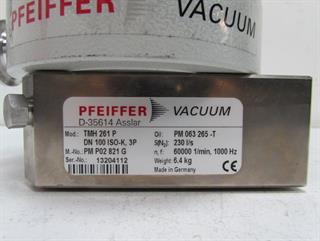 PFEIFFER VACUUM
PFEIFFER VACUUM
D-35614 Asslar
Mod.: TMH 261 P Oil: PM 063 265 -T
DN 100 ISO-K, 3P S(N₂): 230 l/s
M.-No.: PM P02 821 G n, f: 60000 1/min, 1000 Hz
Ser.-No.: 13204112 Weight: 6,4 kg
Made in Germany CE